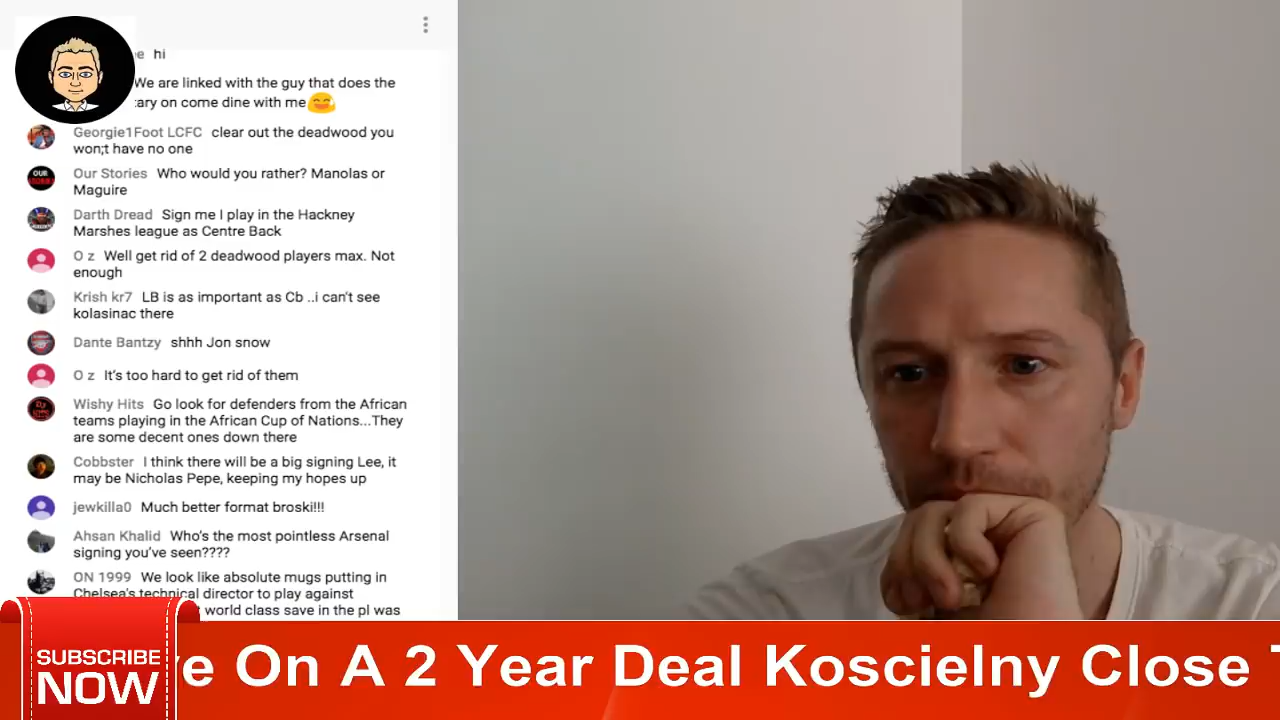 hi
We are linked with the guy that does the
tary on come dine with me
Georgie1Foot LCFC clear out the deadwood you
won;t have no one
Our Stories Who would you rather? Manolas or
Maguire
Darth Dread Sign me I play in the Hackney
Marshes league as Centre Back
O z Well get rid of 2 deadwood players max. Not
enough
Krish kr7 LB is as important as Cb ..i can't see
kolasinac there
Dante Bantzy shhh Jon snow
O z It's too hard to get rid of them
Wishy Hits Go look for defenders from the African
teams playing in the African Cup of Nations...They
are some decent ones down there
Cobbster I think there will be a big signing Lee, it
may be Nicholas Pepe, keeping my hopes up
jewkilla0 Much better format broski!!!
Ahsan Khalid Who's the most pointless Arsenal
signing you've seen????
ON 1999 We look like absolute mugs putting in
Chelsea's technical director to play against
world class save in the pl was
SUBSCRIBE
NOW
e On A 2 Year Deal Koscielny Close